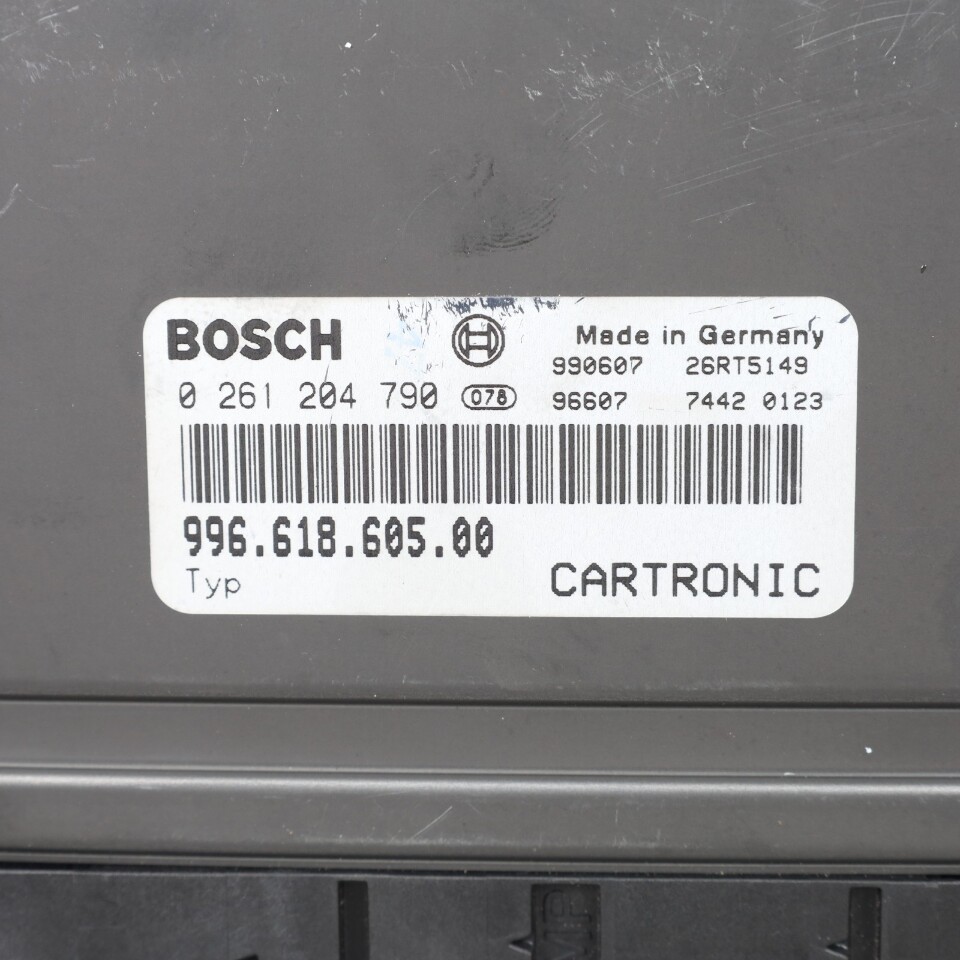 BOSCH Made in Germany
990607 26RT5149
0 261 204 790 078 96607 7442 0123
996.618.605.00
Typ CARTRONIC